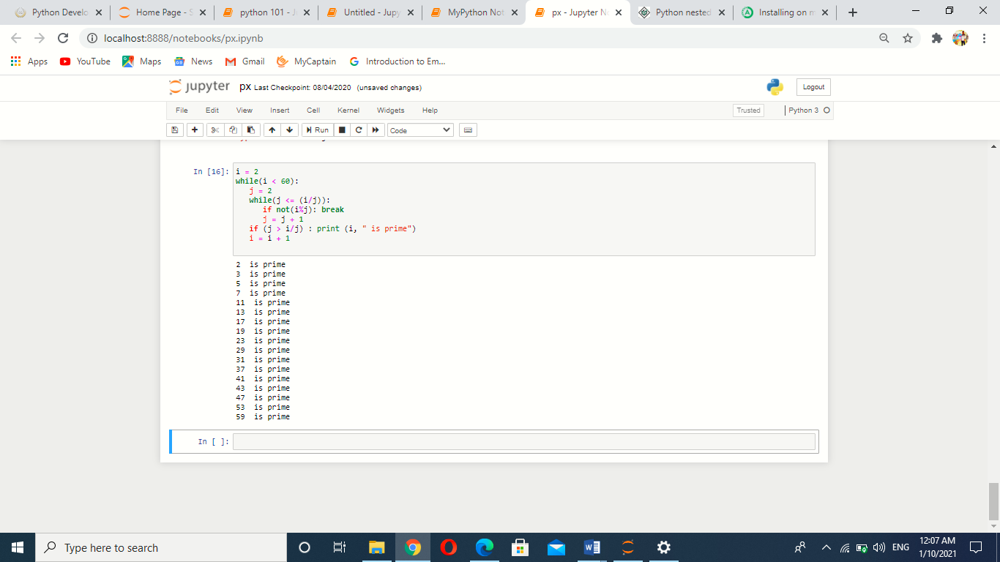 Python Develo
Home Page - S
python 101 - J
Untitled - Jupy
MyPython Not
px - Jupyter N
Python nested
Installing on m
localhost:8888/notebooks/px.ipynb
Apps
YouTube
Maps
News
Gmail
MyCaptain
Introduction to Em...
jupyter px Last Checkpoint: 08/04/2020 (unsaved changes)
Logout
File Edit View Insert Cell Kernel Widgets Help
Trusted
Python 3
Run
Code
In [16]:
i = 2
while(i < 60):
   j = 2
   while(j <= (i/j)):
      if not(i%j): break
      j = j + 1
   if (j > i/j) : print (i, " is prime")
   i = i + 1
2  is prime
3  is prime
5  is prime
7  is prime
11  is prime
13  is prime
17  is prime
19  is prime
23  is prime
29  is prime
31  is prime
37  is prime
41  is prime
43  is prime
47  is prime
53  is prime
59  is prime
In [ ]:
Type here to search
ENG
12:07 AM
1/10/2021